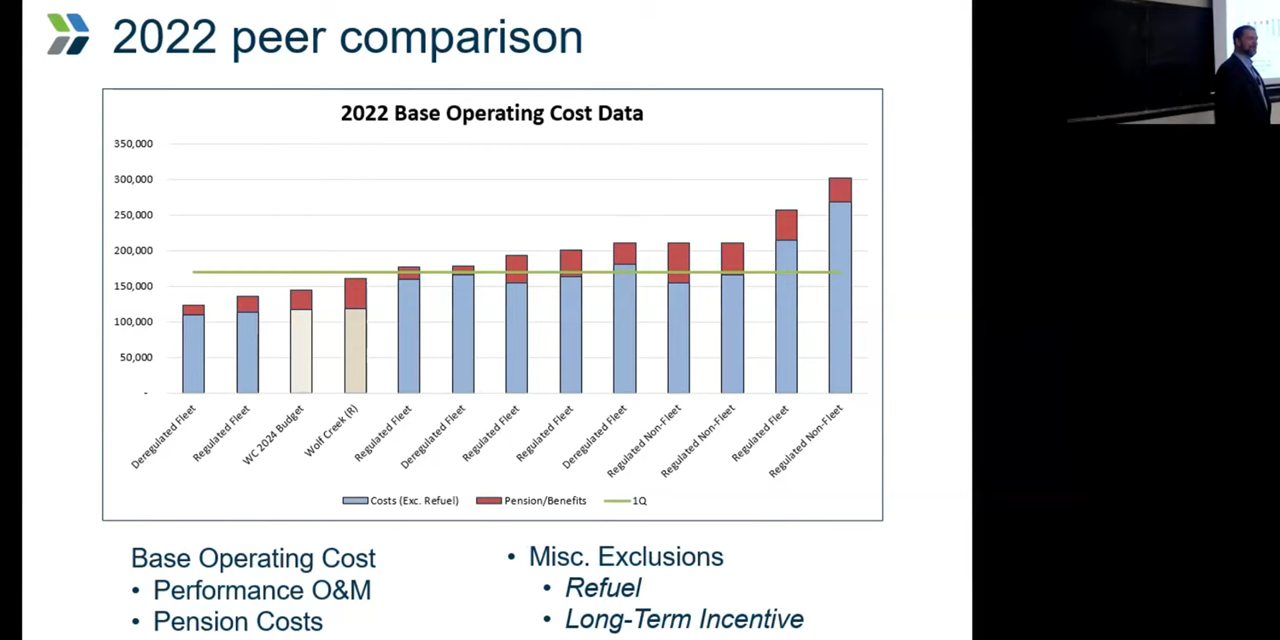 2022 peer comparison
2022 Base Operating Cost Data
350,000
300,000
250,000
200,000
150,000
100,000
50,000
-
Deregulated Fleet
Regulated Fleet
WC 2024 Budget
Wolf Creek (R)
Regulated Fleet
Deregulated Fleet
Regulated Fleet
Regulated Fleet
Deregulated Fleet
Regulated Non-Fleet
Regulated Non-Fleet
Regulated Fleet
Regulated Non-Fleet
Costs (Exc. Refuel) Pension/Benefits 1Q
Base Operating Cost
• Performance O&M
• Pension Costs
• Misc. Exclusions
• Refuel
• Long-Term Incentive